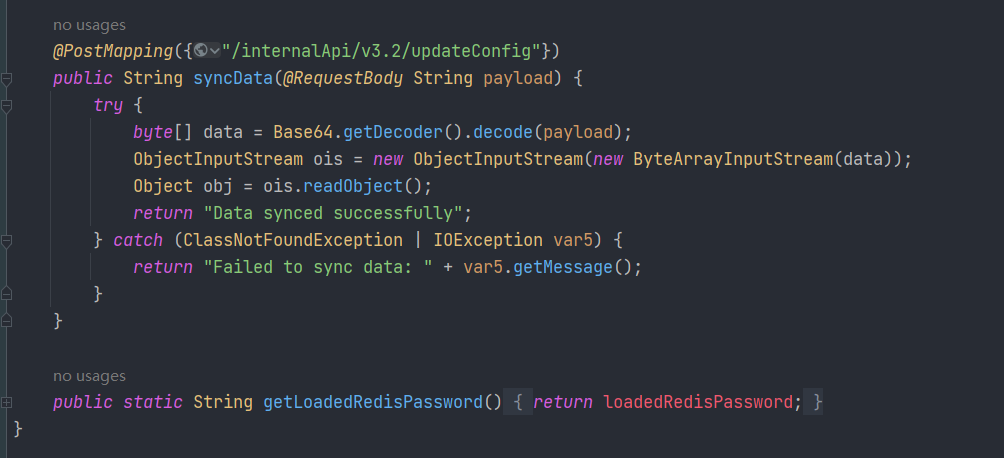 no usages
@PostMapping({"/internalApi/v3.2/updateConfig"})
public String syncData(@RequestBody String payload) {
try {
byte[] data = Base64.getDecoder().decode(payload);
ObjectInputStream ois = new ObjectInputStream(new ByteArrayInputStream(data));
Object obj = ois.readObject();
return "Data synced successfully";
} catch (ClassNotFoundException | IOException var5) {
return "Failed to sync data: " + var5.getMessage();
}
}
no usages
public static String getLoadedRedisPassword() { return loadedRedisPassword; }
}